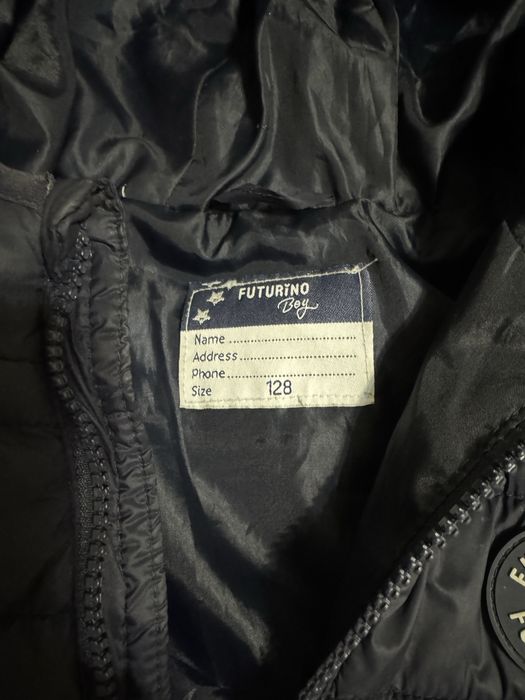 FUTURiNO
Boy
Name
Address
Phone
Size 128